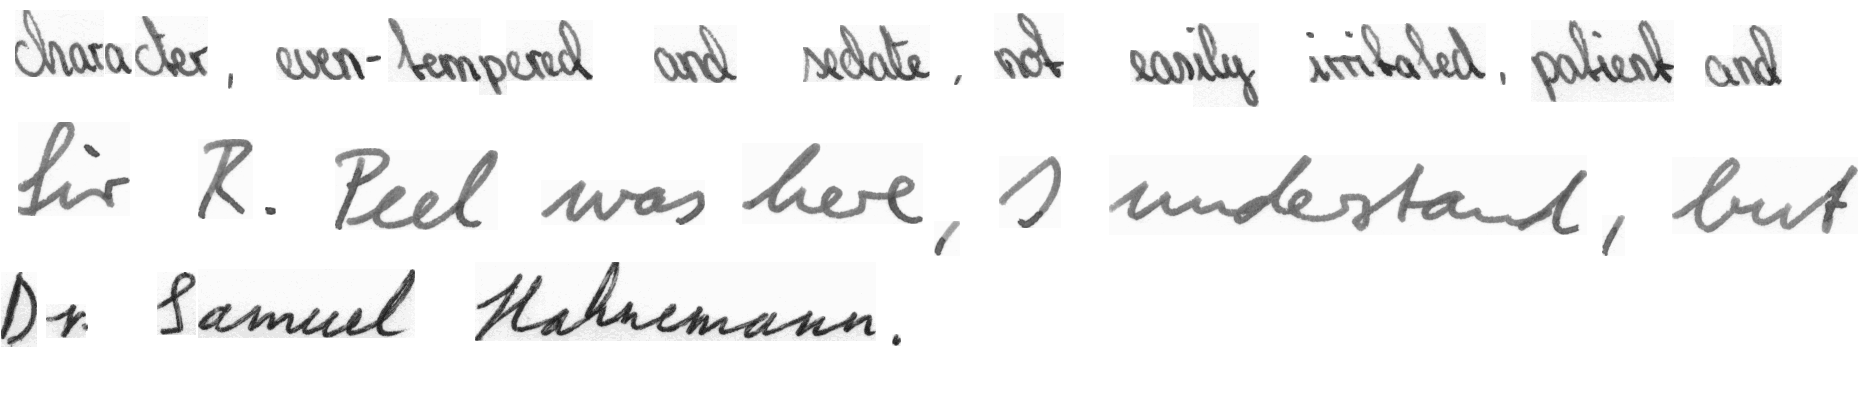 character, even-tempered and sedate, not easily irritated, patient and
Sir R. Peel was here, I understand, but
Dr. Samuel Hahnemann.